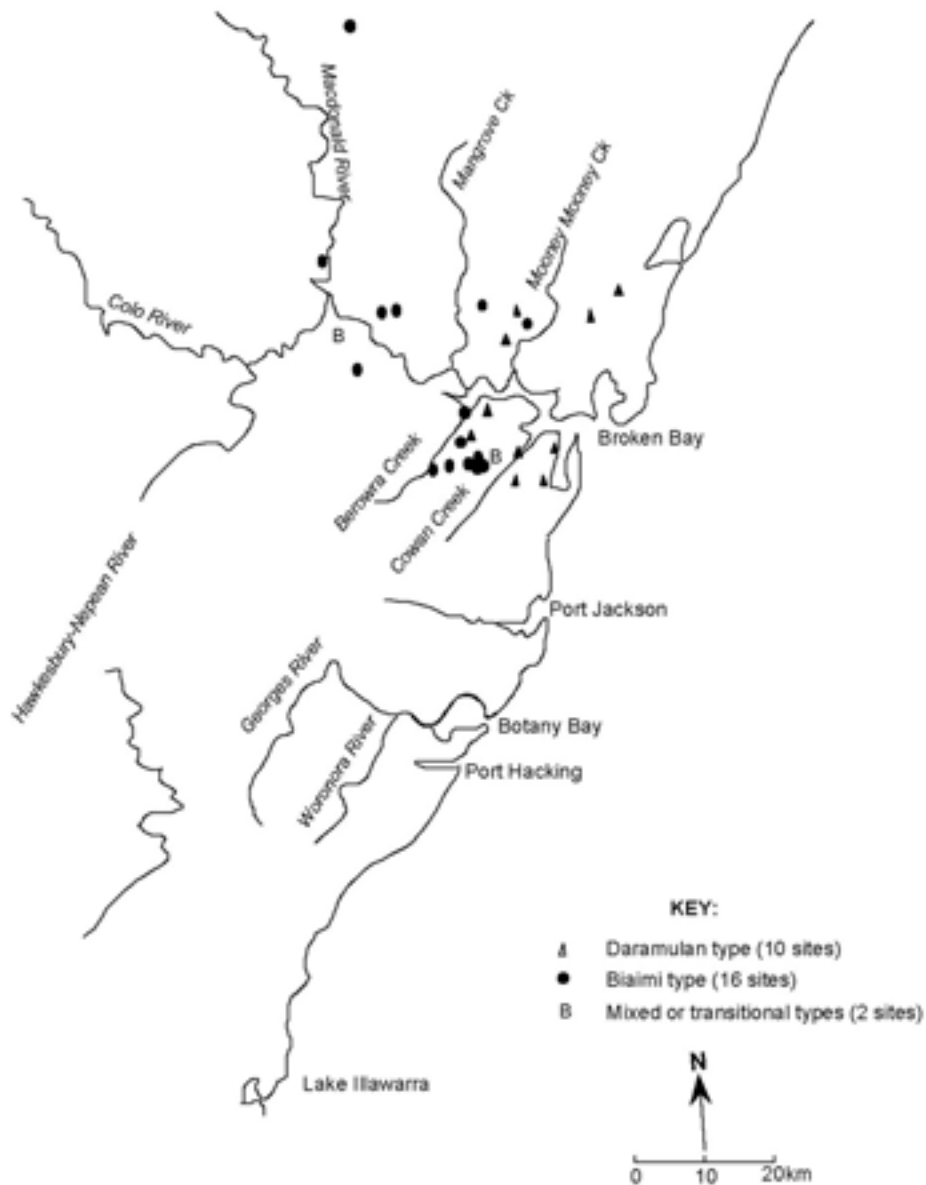 Macdonald River
Mangrove Ck
Mooney Mooney Ck
Colo River
B
Broken Bay
Berowra Creek
B
Cowan Creek
Hawkesbury-Nepean River
Port Jackson
Georges River
Woronora River
Botany Bay
Port Hacking
KEY:
Daramulan type (10 sites)
Biaimi type (16 sites)
B Mixed or transitional types (2 sites)
Lake Illawarra
N
0 10 20km